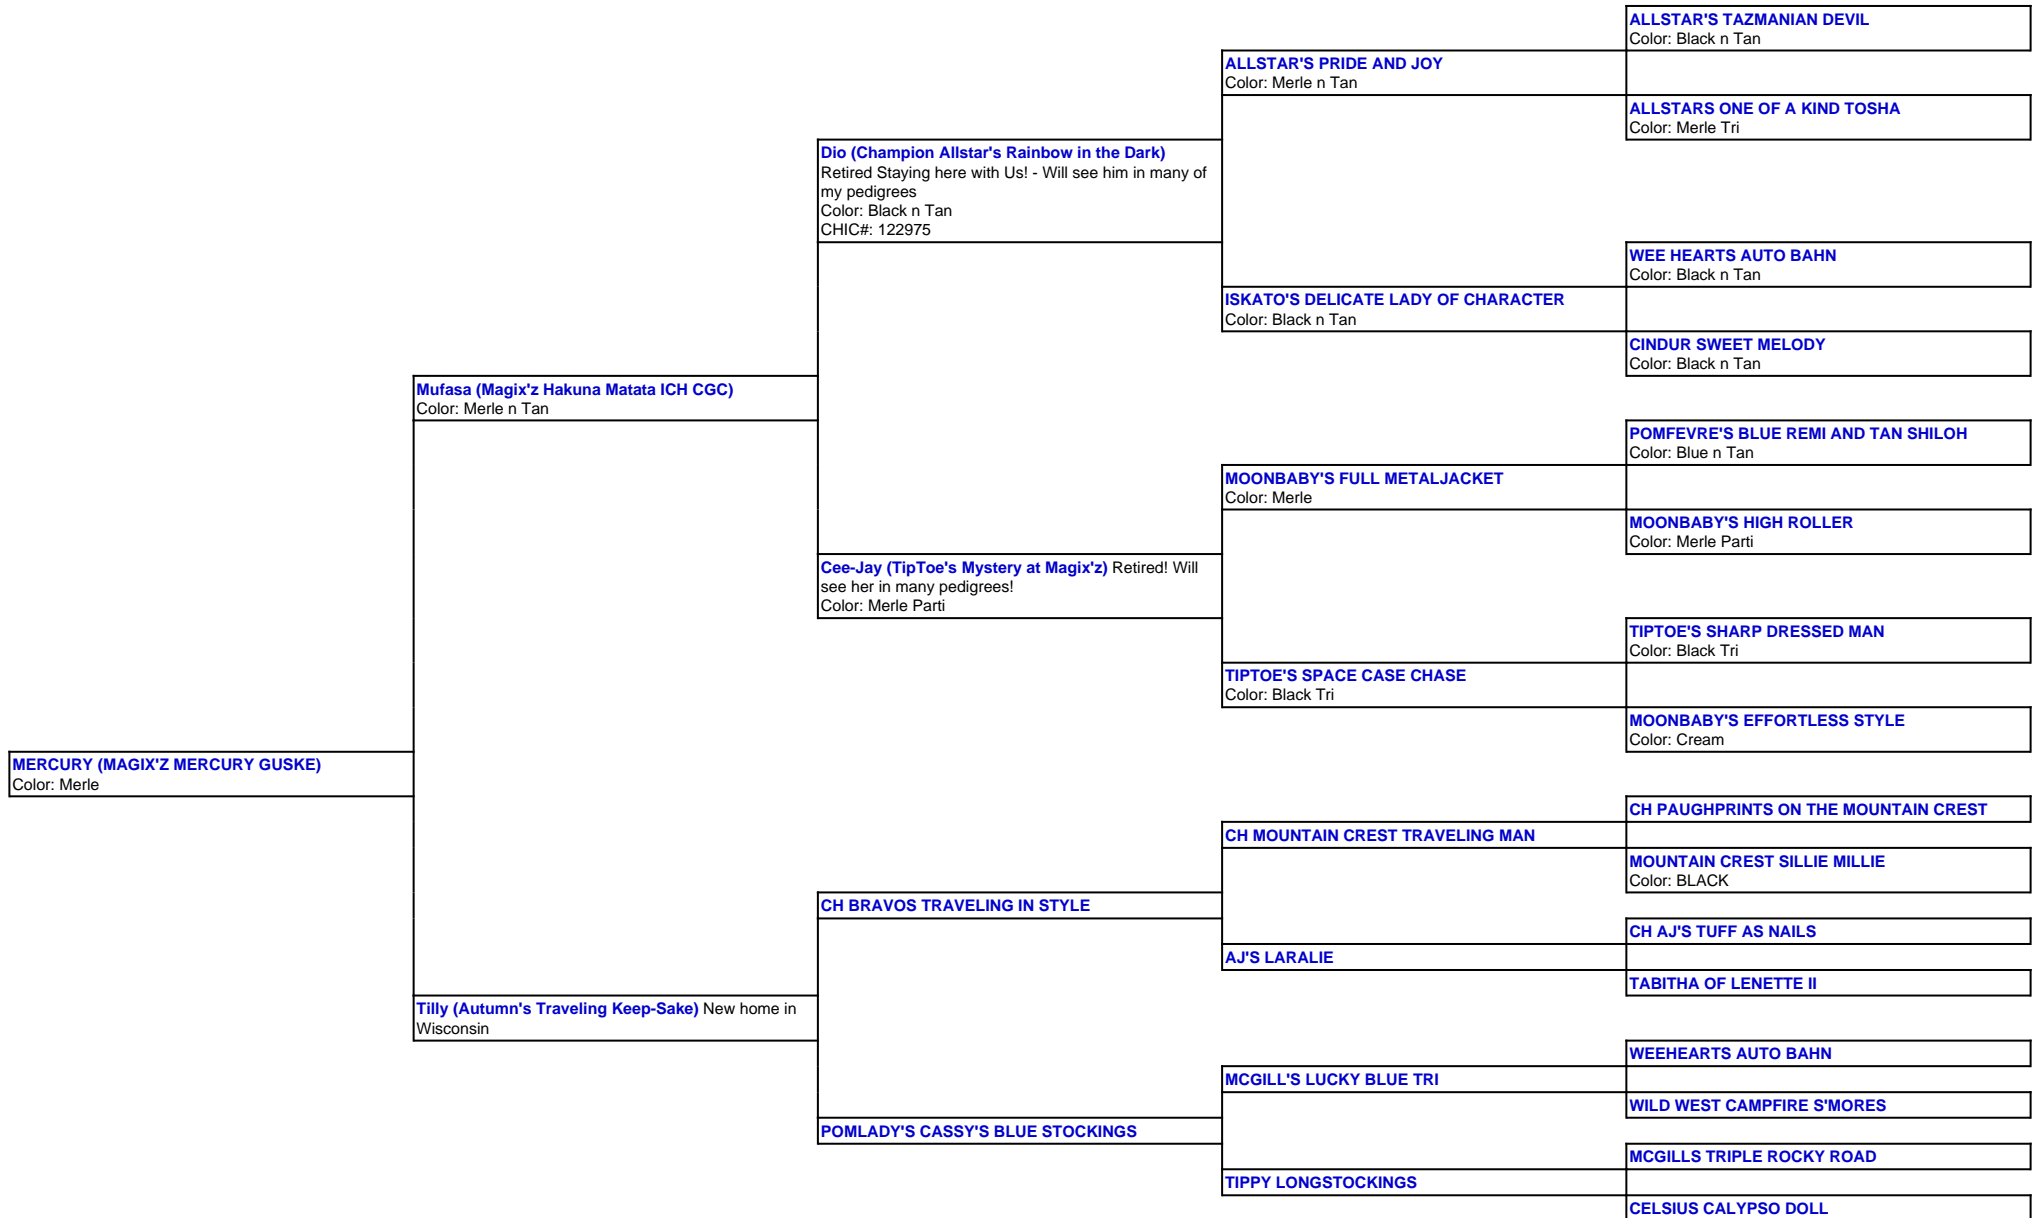 ALLSTAR'S TAZMANIAN DEVIL
Color: Black n Tan
ALLSTAR'S PRIDE AND JOY
Color: Merle n Tan
ALLSTARS ONE OF A KIND TOSHA
Color: Merle Tri
Dio (Champion Allstar's Rainbow in the Dark)
Retired Staying here with Us! - Will see him in many of
my pedigrees
Color: Black n Tan
CHIC#: 122975
WEE HEARTS AUTO BAHN
Color: Black n Tan
ISKATO'S DELICATE LADY OF CHARACTER
Color: Black n Tan
CINDUR SWEET MELODY
Color: Black n Tan
Mufasa (Magix'z Hakuna Matata ICH CGC)
Color: Merle n Tan
POMFEVRE'S BLUE REMI AND TAN SHILOH
Color: Blue n Tan
MOONBABY'S FULL METALJACKET
Color: Merle
MOONBABY'S HIGH ROLLER
Color: Merle Parti
Cee-Jay (TipToe's Mystery at Magix'z) Retired! Will
see her in many pedigrees!
Color: Merle Parti
TIPTOE'S SHARP DRESSED MAN
Color: Black Tri
TIPTOE'S SPACE CASE CHASE
Color: Black Tri
MOONBABY'S EFFORTLESS STYLE
Color: Cream
MERCURY (MAGIX'Z MERCURY GUSKE)
Color: Merle
CH PAUGHPRINTS ON THE MOUNTAIN CREST
CH MOUNTAIN CREST TRAVELING MAN
MOUNTAIN CREST SILLIE MILLIE
Color: BLACK
CH BRAVOS TRAVELING IN STYLE
CH AJ'S TUFF AS NAILS
AJ'S LARALIE
TABITHA OF LENETTE II
Tilly (Autumn's Traveling Keep-Sake) New home in
Wisconsin
WEEHEARTS AUTO BAHN
MCGILL'S LUCKY BLUE TRI
WILD WEST CAMPFIRE S'MORES
POMLADY'S CASSY'S BLUE STOCKINGS
MCGILLS TRIPLE ROCKY ROAD
TIPPY LONGSTOCKINGS
CELSIUS CALYPSO DOLL